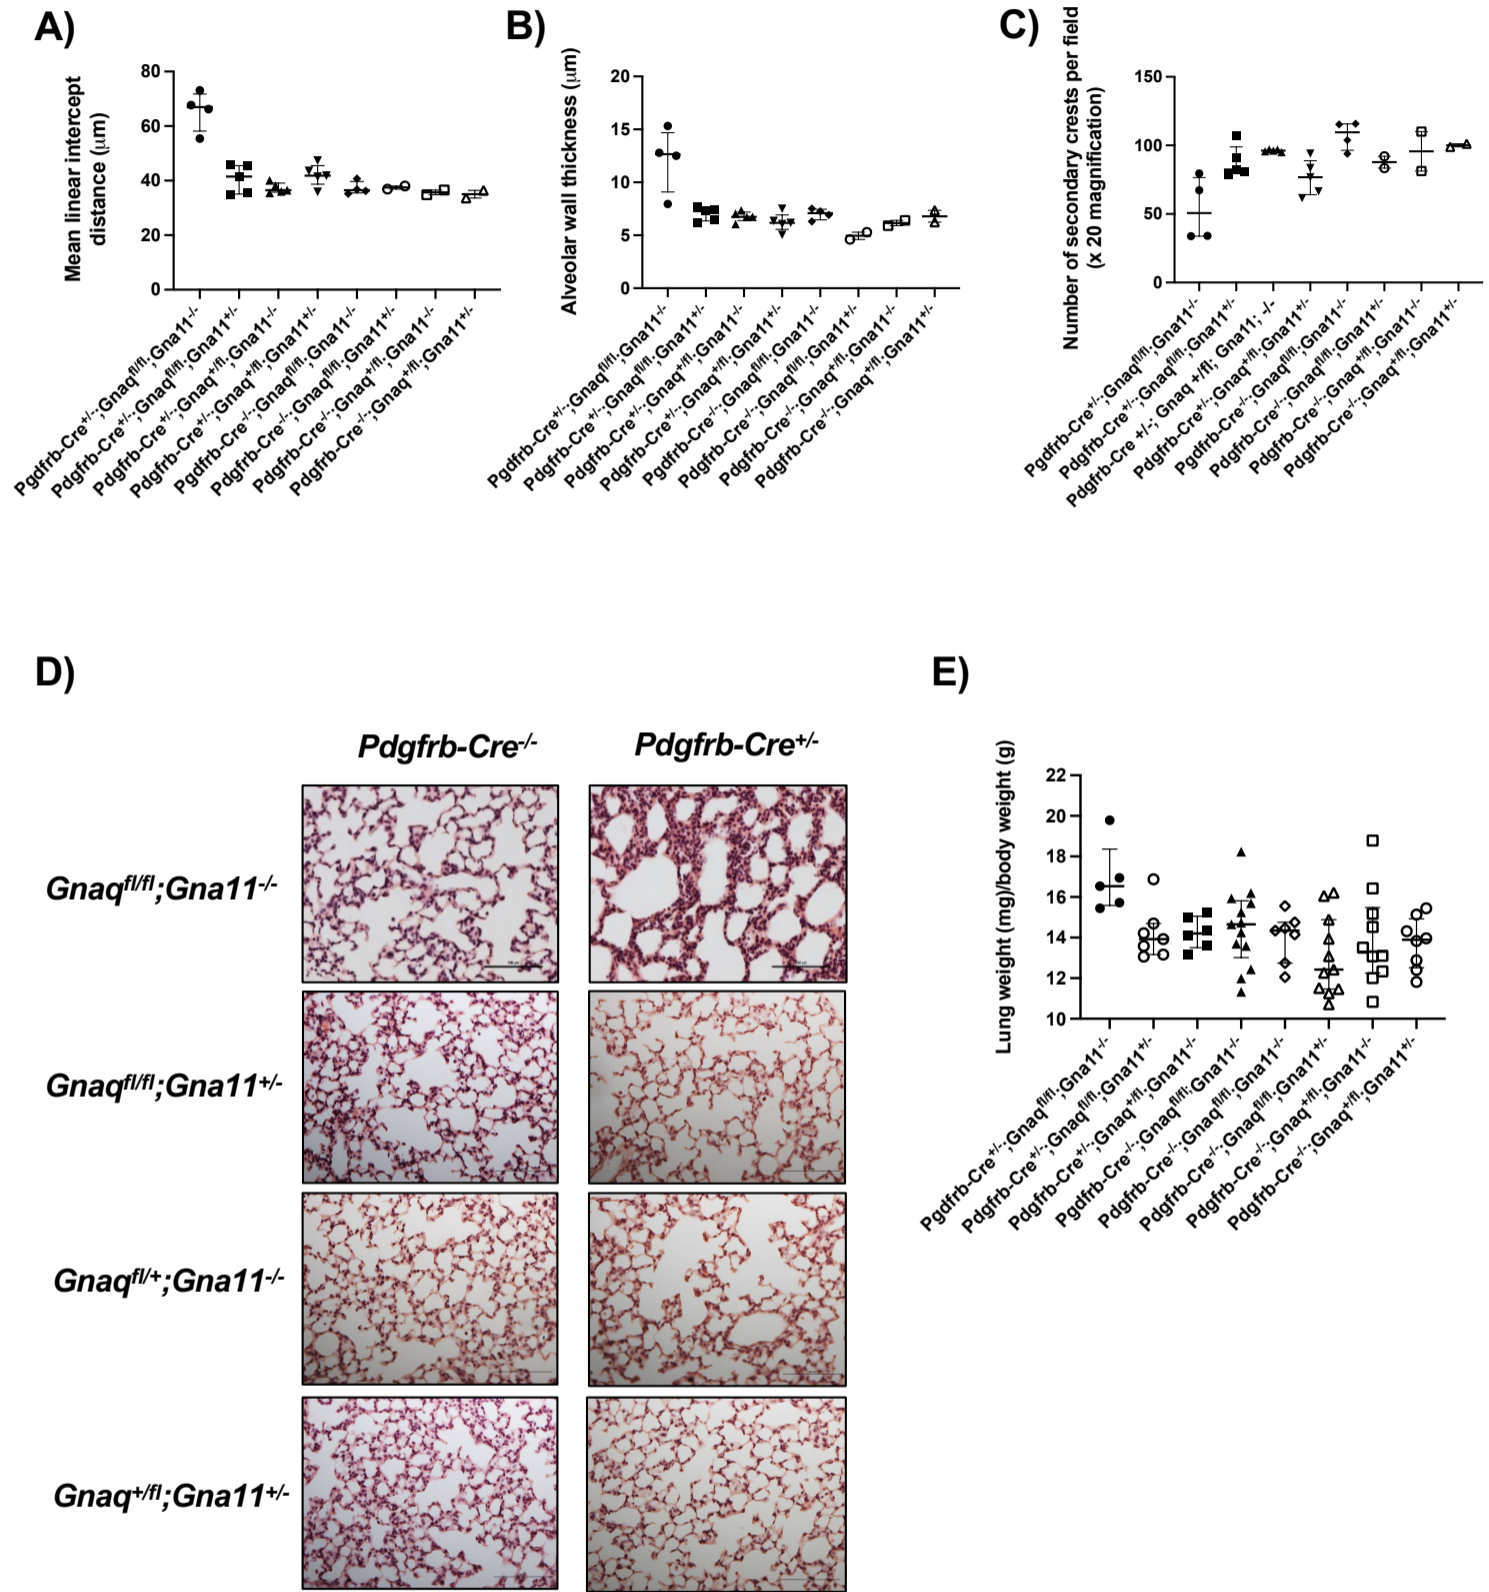 A)
Mean linear intercept
distance (μm)
80
60
40
20
0
Pgdfrb-Cre+/-;Gnaqfl/fl;Gna11-/-
Pdgfrb-Cre+/-;Gnaqfl/fl;Gna11+/-
Pdgfrb-Cre+/-;Gnaq+/fl;Gna11-/-
Pdgfrb-Cre+/-;Gnaq+/fl;Gna11+/-
Pgdfrb-Cre-/-;Gnaqfl/fl;Gna11-/-
Pdgfrb-Cre-/-;Gnaqfl/fl;Gna11+/-
Pdgfrb-Cre-/-;Gnaq+/fl;Gna11-/-
Pdgfrb-Cre-/-;Gnaq+/fl;Gna11+/-
B)
Alveolar wall thickness (μm)
20
15
10
5
0
Pgdfrb-Cre+/-;Gnaqfl/fl;Gna11-/-
Pdgfrb-Cre+/-;Gnaqfl/fl;Gna11+/-
Pdgfrb-Cre+/-;Gnaq+/fl;Gna11-/-
Pdgfrb-Cre+/-;Gnaq+/fl;Gna11+/-
Pgdfrb-Cre-/-;Gnaqfl/fl;Gna11-/-
Pdgfrb-Cre-/-;Gnaqfl/fl;Gna11+/-
Pdgfrb-Cre-/-;Gnaq+/fl;Gna11-/-
Pdgfrb-Cre-/-;Gnaq+/fl;Gna11+/-
C)
Number of secondary crests per field
(x 20 magnification)
150
100
50
0
Pgdfrb-Cre+/-;Gnaqfl/fl;Gna11-/-
Pdgfrb-Cre+/-;Gnaqfl/fl;Gna11+/-
Pdgfrb-Cre +/-; Gnaq +/fl; Gna11; -/-
Pdgfrb-Cre+/-;Gnaq+/fl;Gna11+/-
Pgdfrb-Cre-/-;Gnaqfl/fl;Gna11-/-
Pdgfrb-Cre-/-;Gnaqfl/fl;Gna11+/-
Pdgfrb-Cre-/-;Gnaq+/fl;Gna11-/-
Pdgfrb-Cre-/-;Gnaq+/fl;Gna11+/-
D)
Pdgfrb-Cre-/-
Pdgfrb-Cre+/-
Gnaqfl/fl;Gna11-/-
Gnaqfl/fl;Gna11+/-
Gnaqfl/+;Gna11-/-
Gnaq+/fl;Gna11+/-
E)
Lung weight (mg)/body weight (g)
22
20
18
16
14
12
10
Pgdfrb-Cre+/-;Gnaqfl/fl;Gna11-/-
Pdgfrb-Cre+/-;Gnaqfl/fl;Gna11+/-
Pdgfrb-Cre+/-;Gnaq+/fl;Gna11-/-
Pgdfrb-Cre-/-;Gnaqfl/fl;Gna11-/-
Pdgfrb-Cre-/-;Gnaqfl/fl;Gna11-/-
Pdgfrb-Cre-/-;Gnaqfl/fl;Gna11+/-
Pdgfrb-Cre-/-;Gnaq+/fl;Gna11-/-
Pdgfrb-Cre-/-;Gnaq+/fl;Gna11+/-